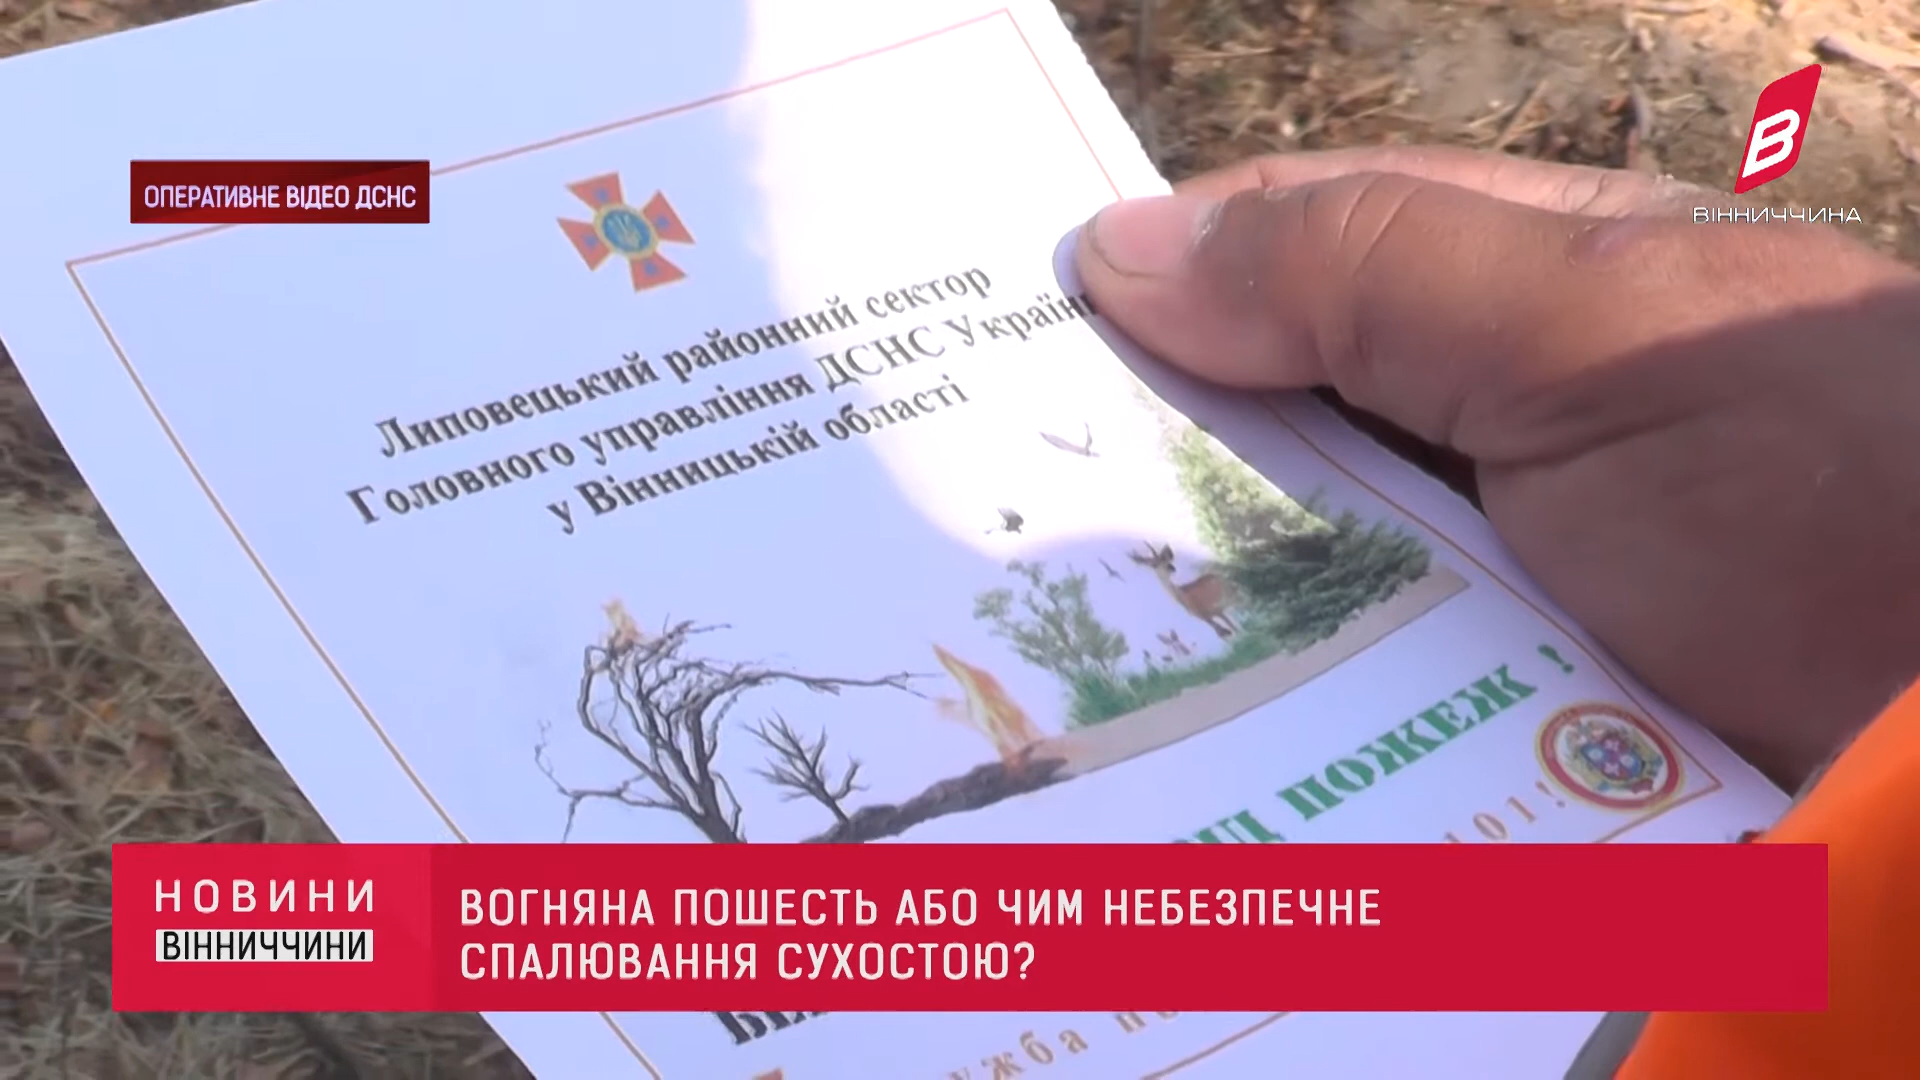 ОПЕРАТИВНЕ ВІДЕО ДСНС
ВІННИЧЧИНА
Липовецький районний сектор
Головного управління ДСНС України
у Вінницькій області
ПОЖЕЖ !
101!
НОВИНИ
ВІННИЧЧИНИ
ВОГНЯНА ПОШЕСТЬ АБО ЧИМ НЕБЕЗПЕЧНЕ
СПАЛЮВАННЯ СУХОСТОЮ?